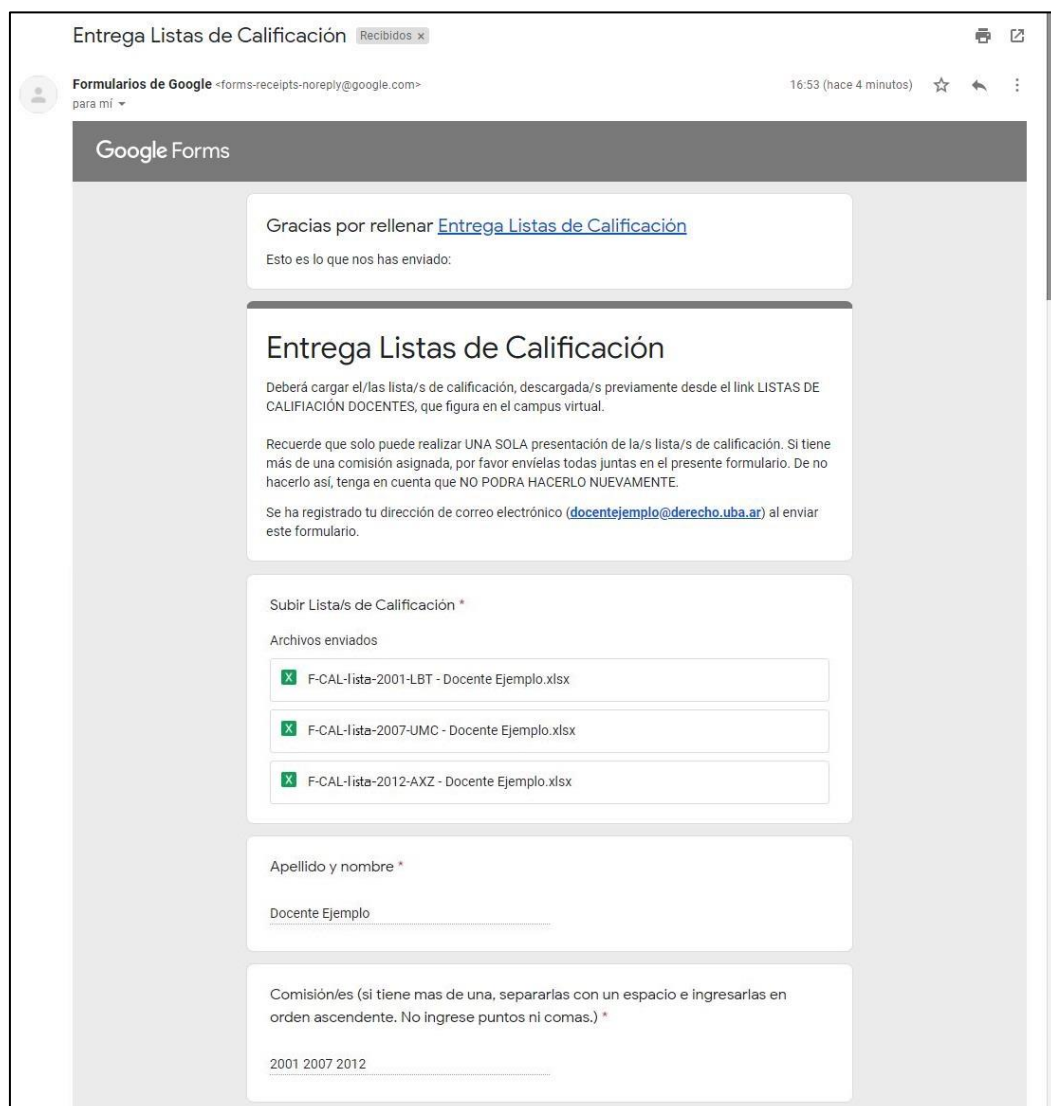 Entrega Listas de Calificación Recibidos x
Formularios de Google <forms-receipts-noreply@google.com> 16:53 (hace 4 minutos)
para mí
Google Forms
Gracias por rellenar Entrega Listas de Calificación
Esto es lo que nos has enviado:
Entrega Listas de Calificación
Deberá cargar el/las lista/s de calificación, descargada/s previamente desde el link LISTAS DE
CALIFIACIÓN DOCENTES, que figura en el campus virtual.
Recuerde que solo puede realizar UNA SOLA presentación de la/s lista/s de calificación. Si tiene
más de una comisión asignada, por favor envíelas todas juntas en el presente formulario. De no
hacerlo así, tenga en cuenta que NO PODRA HACERLO NUEVAMENTE.
Se ha registrado tu dirección de correo electrónico (docentejemplo@derecho.uba.ar) al enviar
este formulario.
Subir Lista/s de Calificación *
Archivos enviados
X F-CAL-lista-2001-LBT - Docente Ejemplo.xlsx
X F-CAL-lista-2007-UMC - Docente Ejemplo.xlsx
X F-CAL-lista-2012-AXZ - Docente Ejemplo.xlsx
Apellido y nombre *
Docente Ejemplo
Comisión/es (si tiene mas de una, separarlas con un espacio e ingresarlas en
orden ascendente. No ingrese puntos ni comas.) *
2001 2007 2012